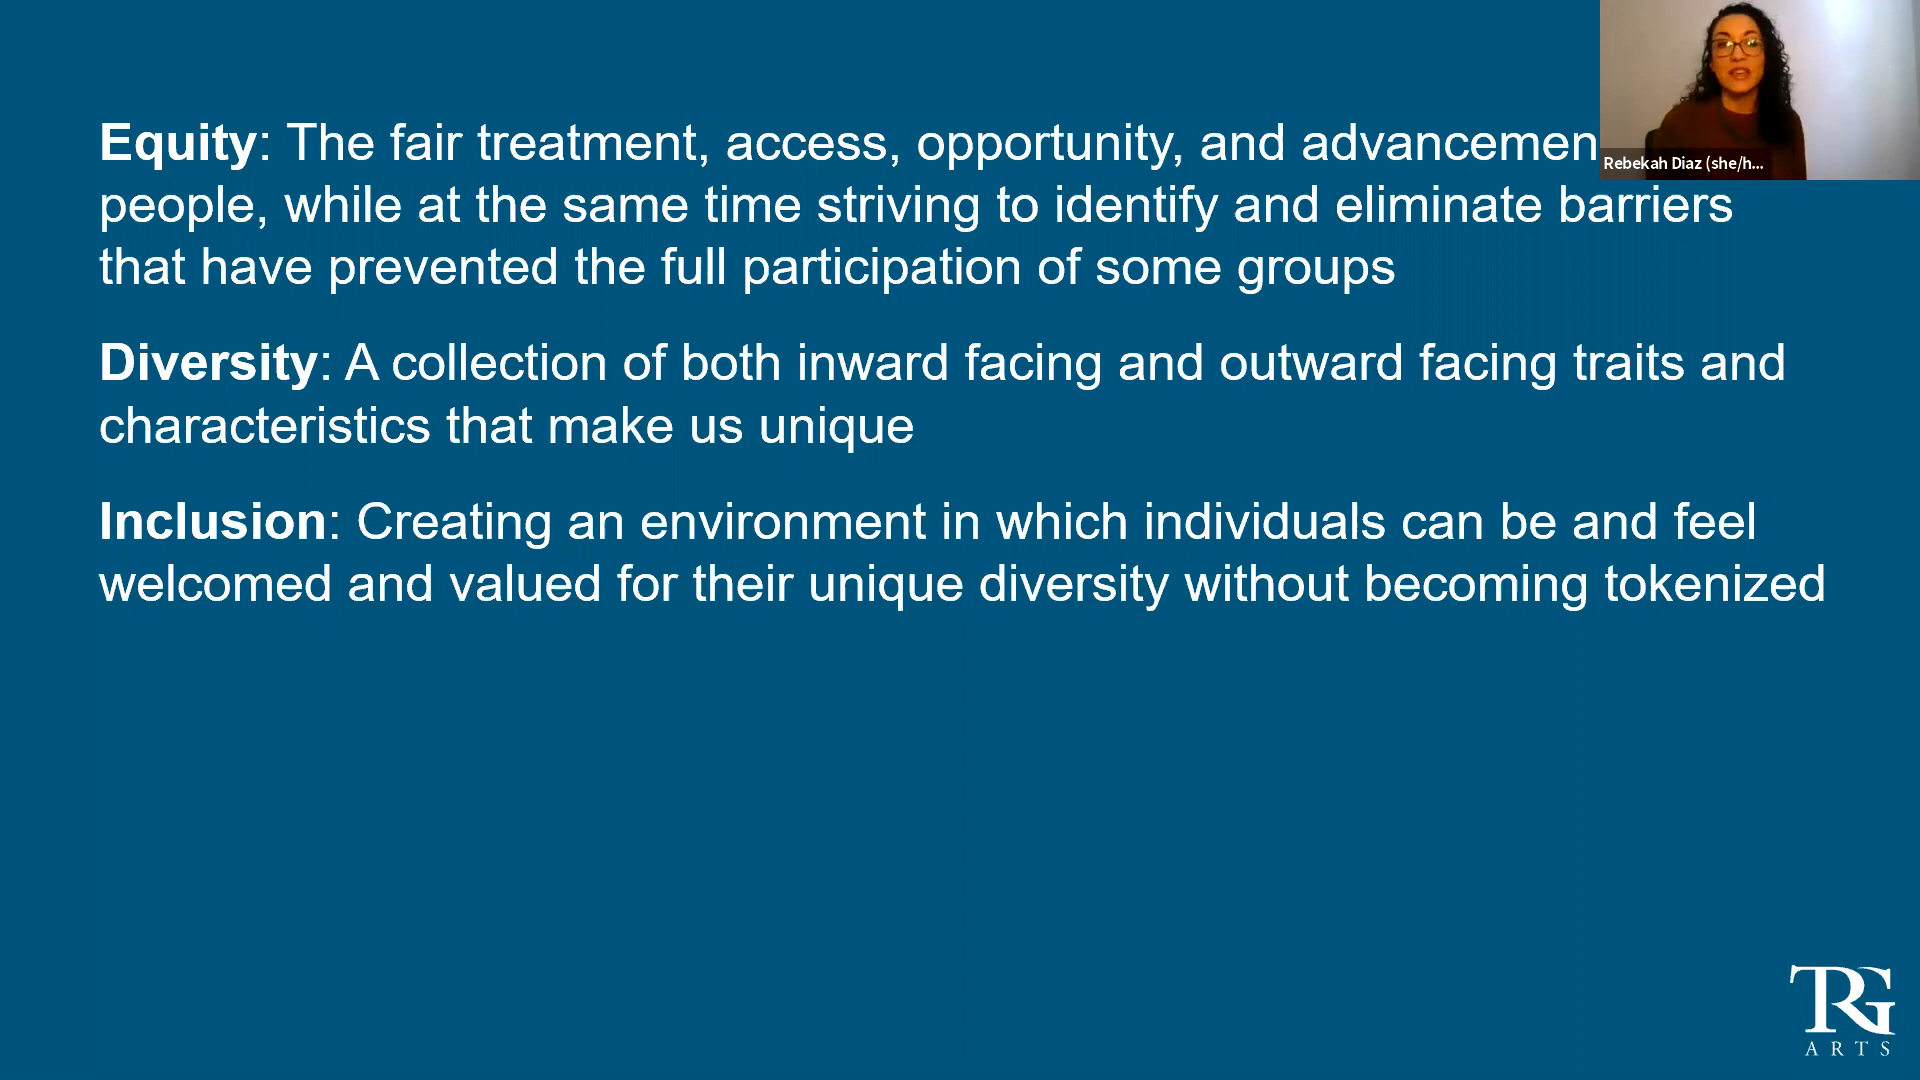 Equity: The fair treatment, access, opportunity, and advancemen
people, while at the same time striving to identify and eliminate barriers
that have prevented the full participation of some groups
Diversity: A collection of both inward facing and outward facing traits and
characteristics that make us unique
Inclusion: Creating an environment in which individuals can be and feel
welcomed and valued for their unique diversity without becoming tokenized
Rebekah Diaz (she/h...
TRG
ARTS